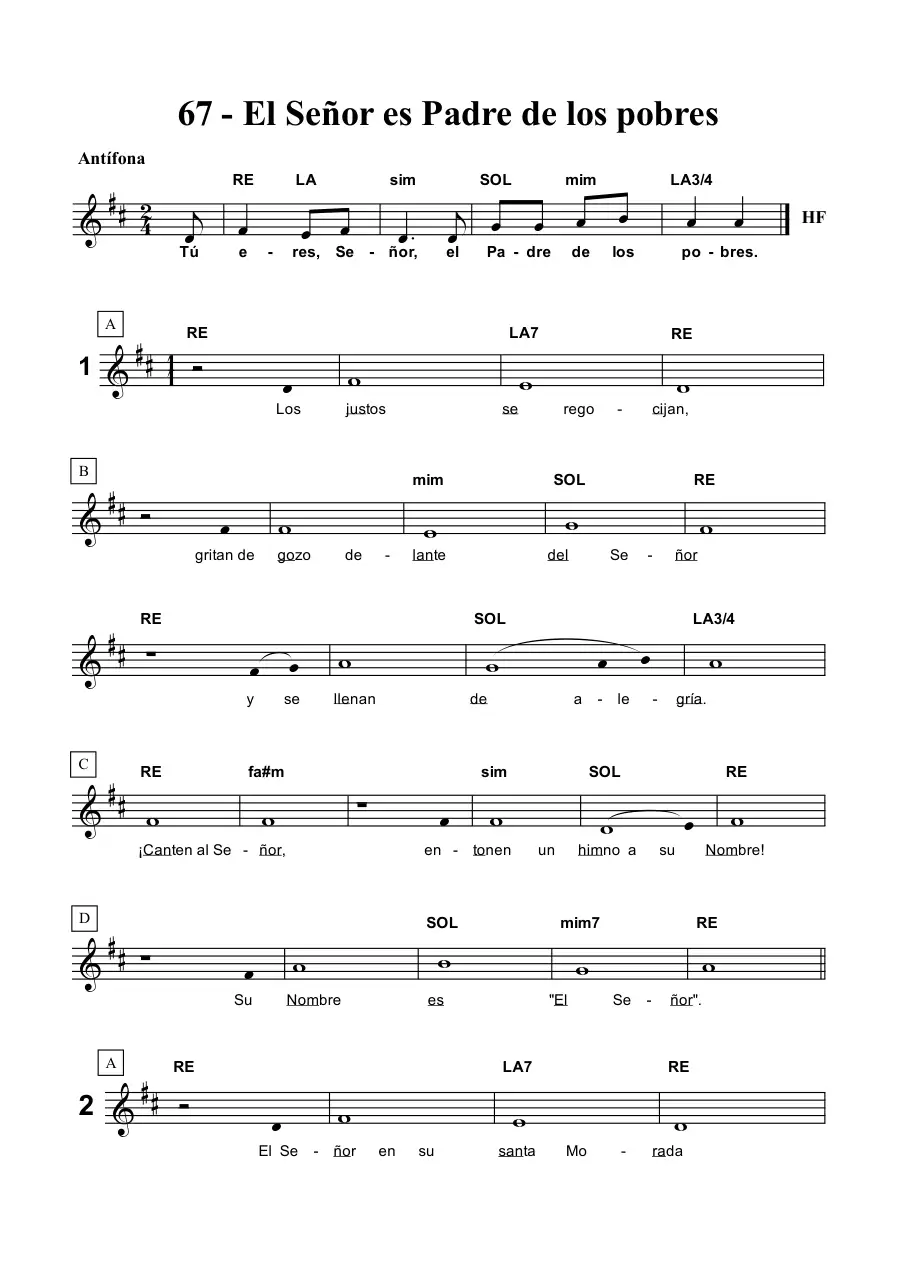 67 - El Señor es Padre de los pobres
Antífona
RE LA sim SOL mim LA3/4
2
4
HF
Tú e - res, Se - ñor, el Pa - dre de los po - bres.
A
RE LA7 RE
1
Los justos se rego - cijan,
B
mim SOL RE
gritan de gozo de - lante del Se - ñor
RE SOL LA3/4
y se llenan de a - le - gría.
C
RE fa#m sim SOL RE
¡Canten al Se - ñor, en - tonen un himno a su Nombre!
D
SOL mim7 RE
Su Nombre es "El Se - ñor".
A
RE LA7 RE
2
El Se - ñor en su santa Mo - rada